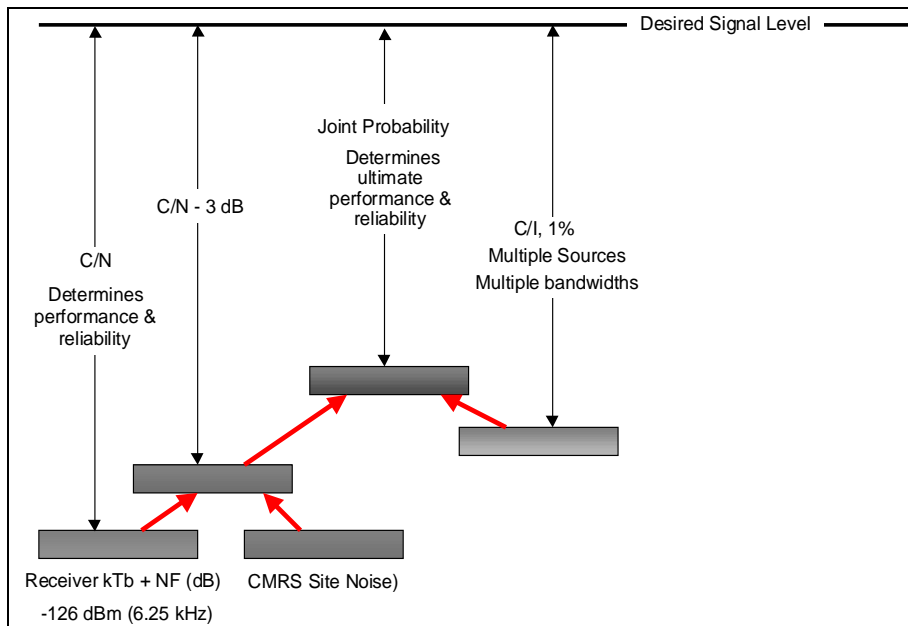 Desired Signal Level
C/N
Determines
performance &
reliability
C/N - 3 dB
Joint Probability
Determines
ultimate
performance &
reliability
C/I, 1%
Multiple Sources
Multiple bandwidths
Receiver kTb + NF (dB)
-126 dBm (6.25 kHz)
CMRS Site Noise)